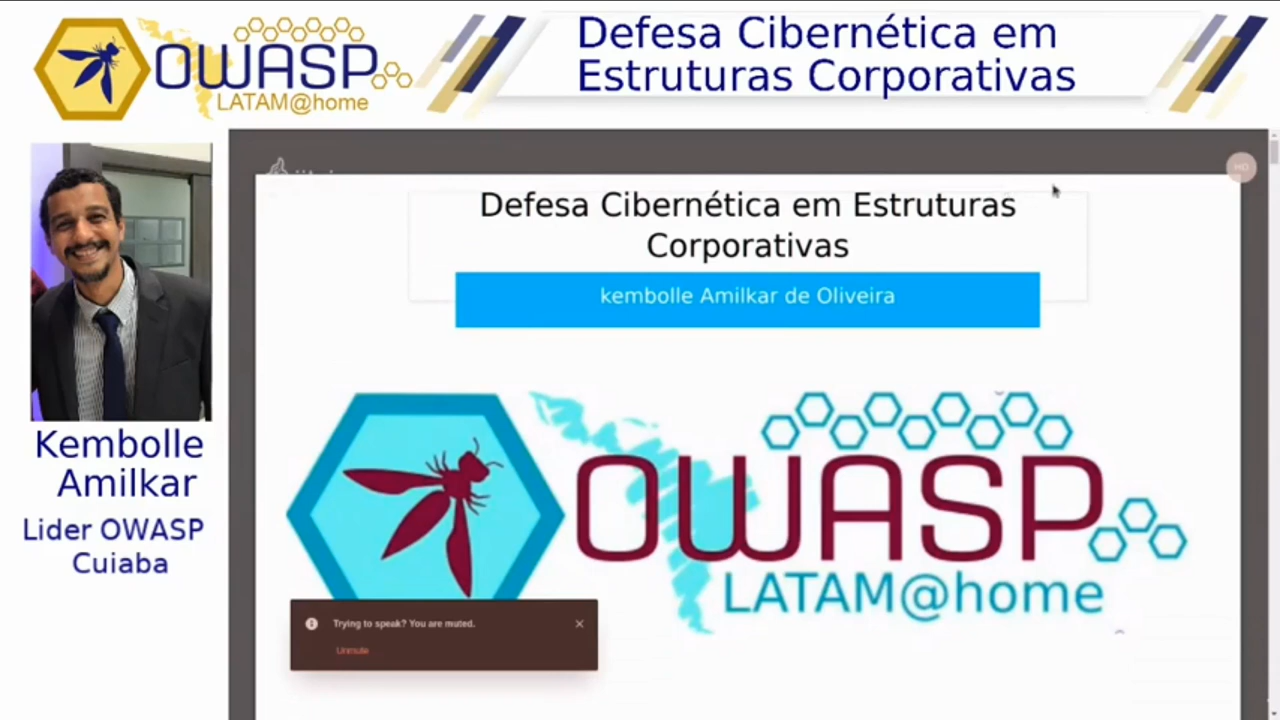 OWASP
LATAM@home
Defesa Cibernética em
Estruturas Corporativas
HO
Defesa Cibernética em Estruturas
Corporativas
kembolle Amilkar de Oliveira
OWASP
LATAM@home
Kembolle
Amilkar
Lider OWASP
Cuiaba
Trying to speak? You are muted.
Unmute